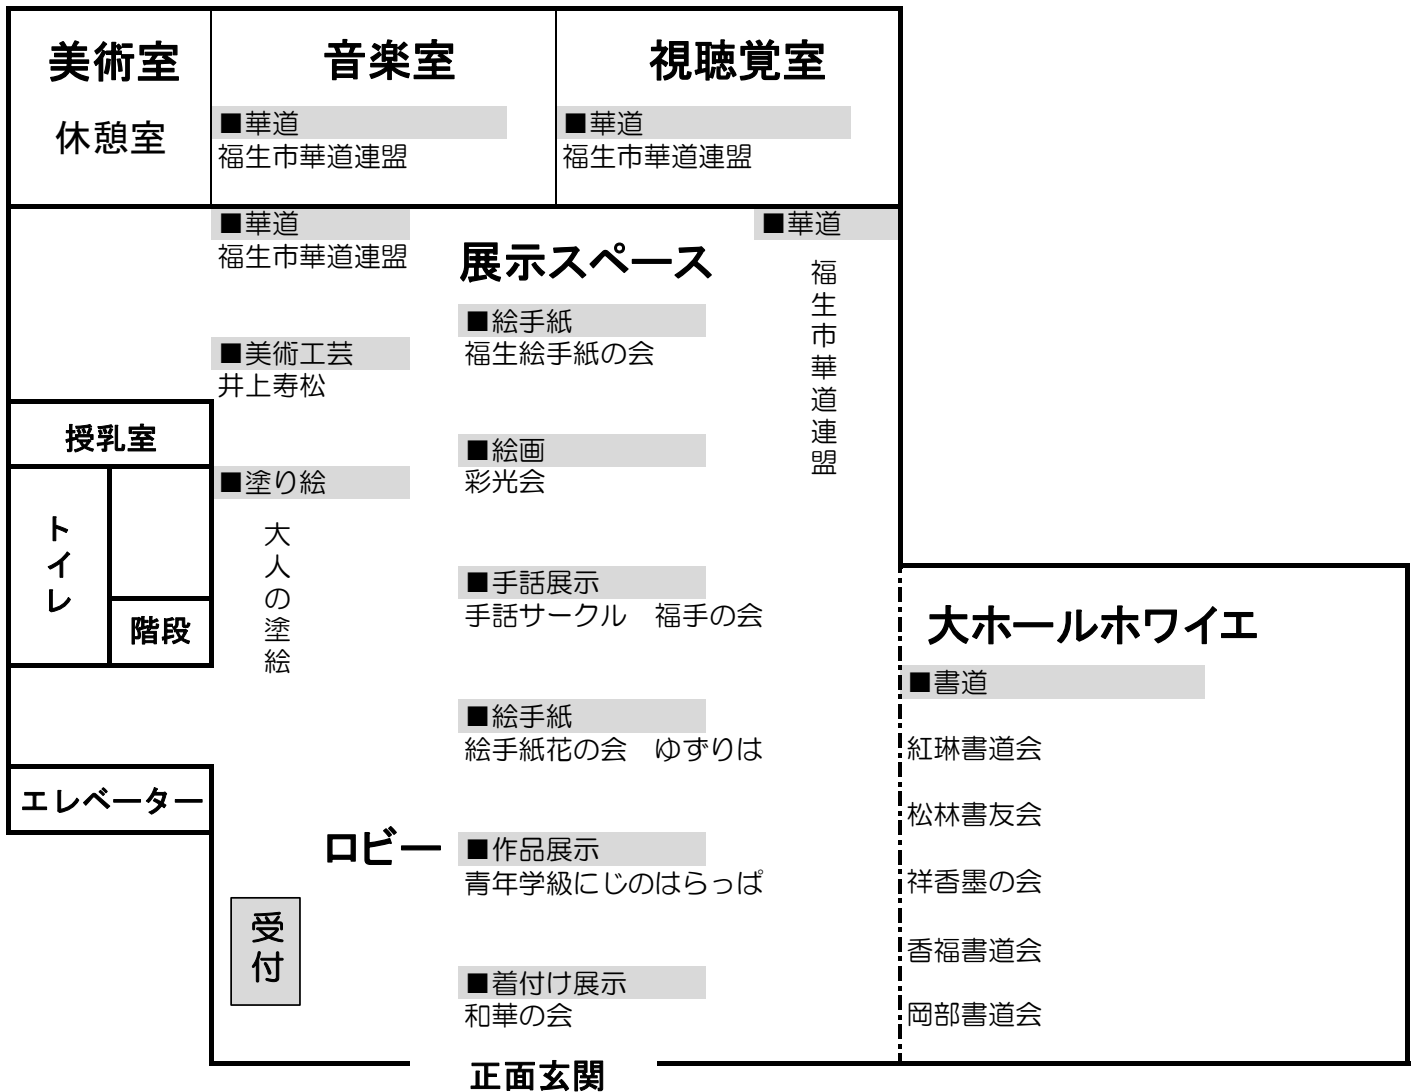 美術室
休憩室
音楽室
■華道
福生市華道連盟
視聴覚室
■華道
福生市華道連盟
■華道
福生市華道連盟
■美術工芸
井上寿松
■塗り絵
大人の塗絵
展示スペース
■絵手紙
福生絵手紙の会
■絵画
彩光会
■手話展示
手話サークル　福手の会
■絵手紙
絵手紙花の会　ゆずりは
■作品展示
青年学級にじのはらっぱ
■着付け展示
和華の会
■華道
福生市華道連盟
授乳室
トイレ
階段
エレベーター
ロビー
受付
正面玄関
大ホールホワイエ
■書道
紅琳書道会
松林書友会
祥香墨の会
香福書道会
岡部書道会